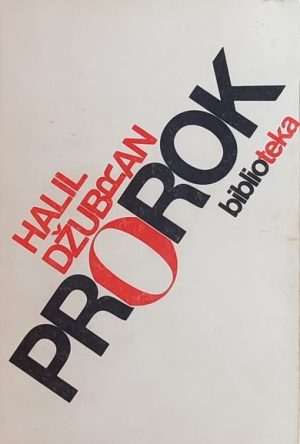 HALIL
DŽUBRAN
PROROK
biblioteka